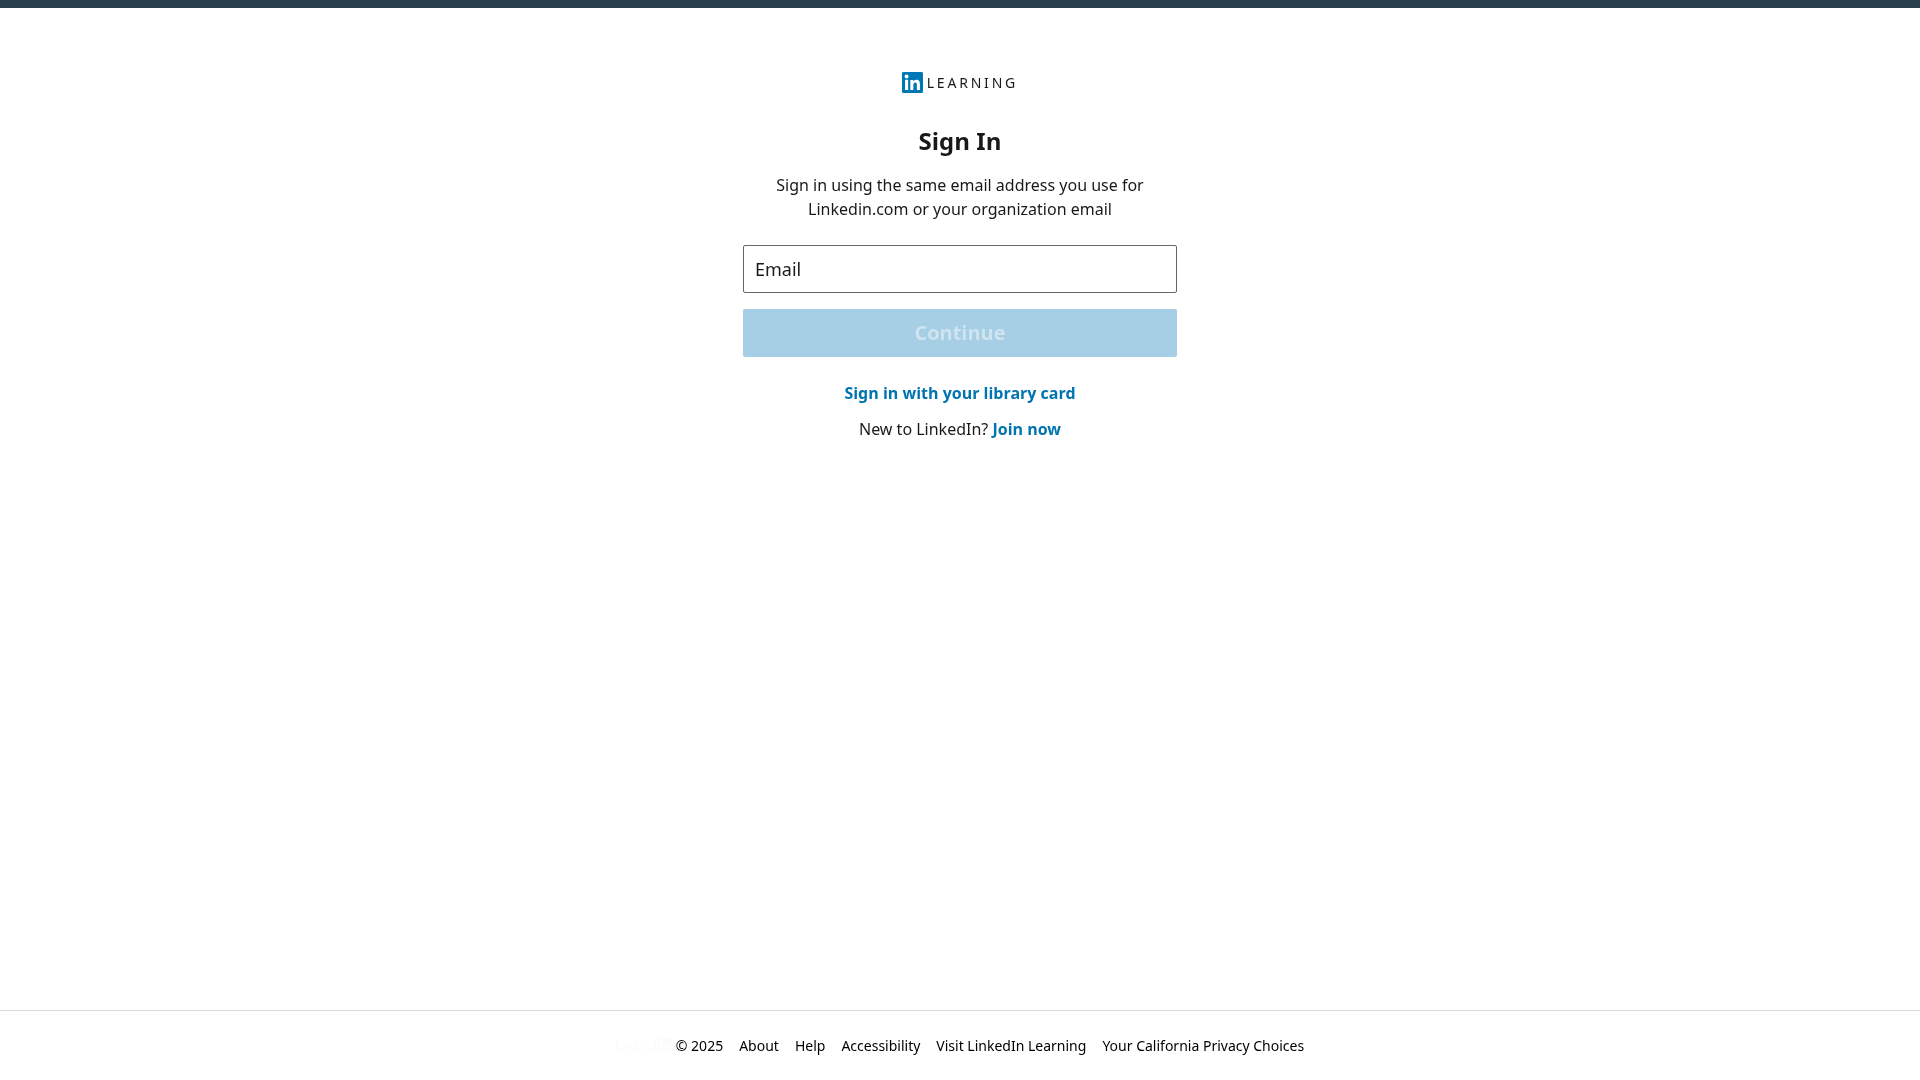 in LEARNING
Sign In
Sign in using the same email address you use for
Linkedin.com or your organization email
Email
Continue
Sign in with your library card
New to LinkedIn? Join now
© 2025 About Help Accessibility Visit LinkedIn Learning Your California Privacy Choices